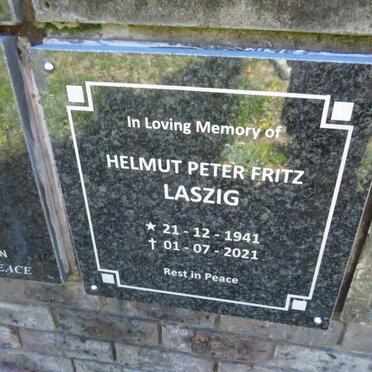 In Loving Memory of
HELMUT PETER FRITZ
LASZIG
★ 21 - 12 - 1941
† 01 - 07 - 2021
Rest in Peace